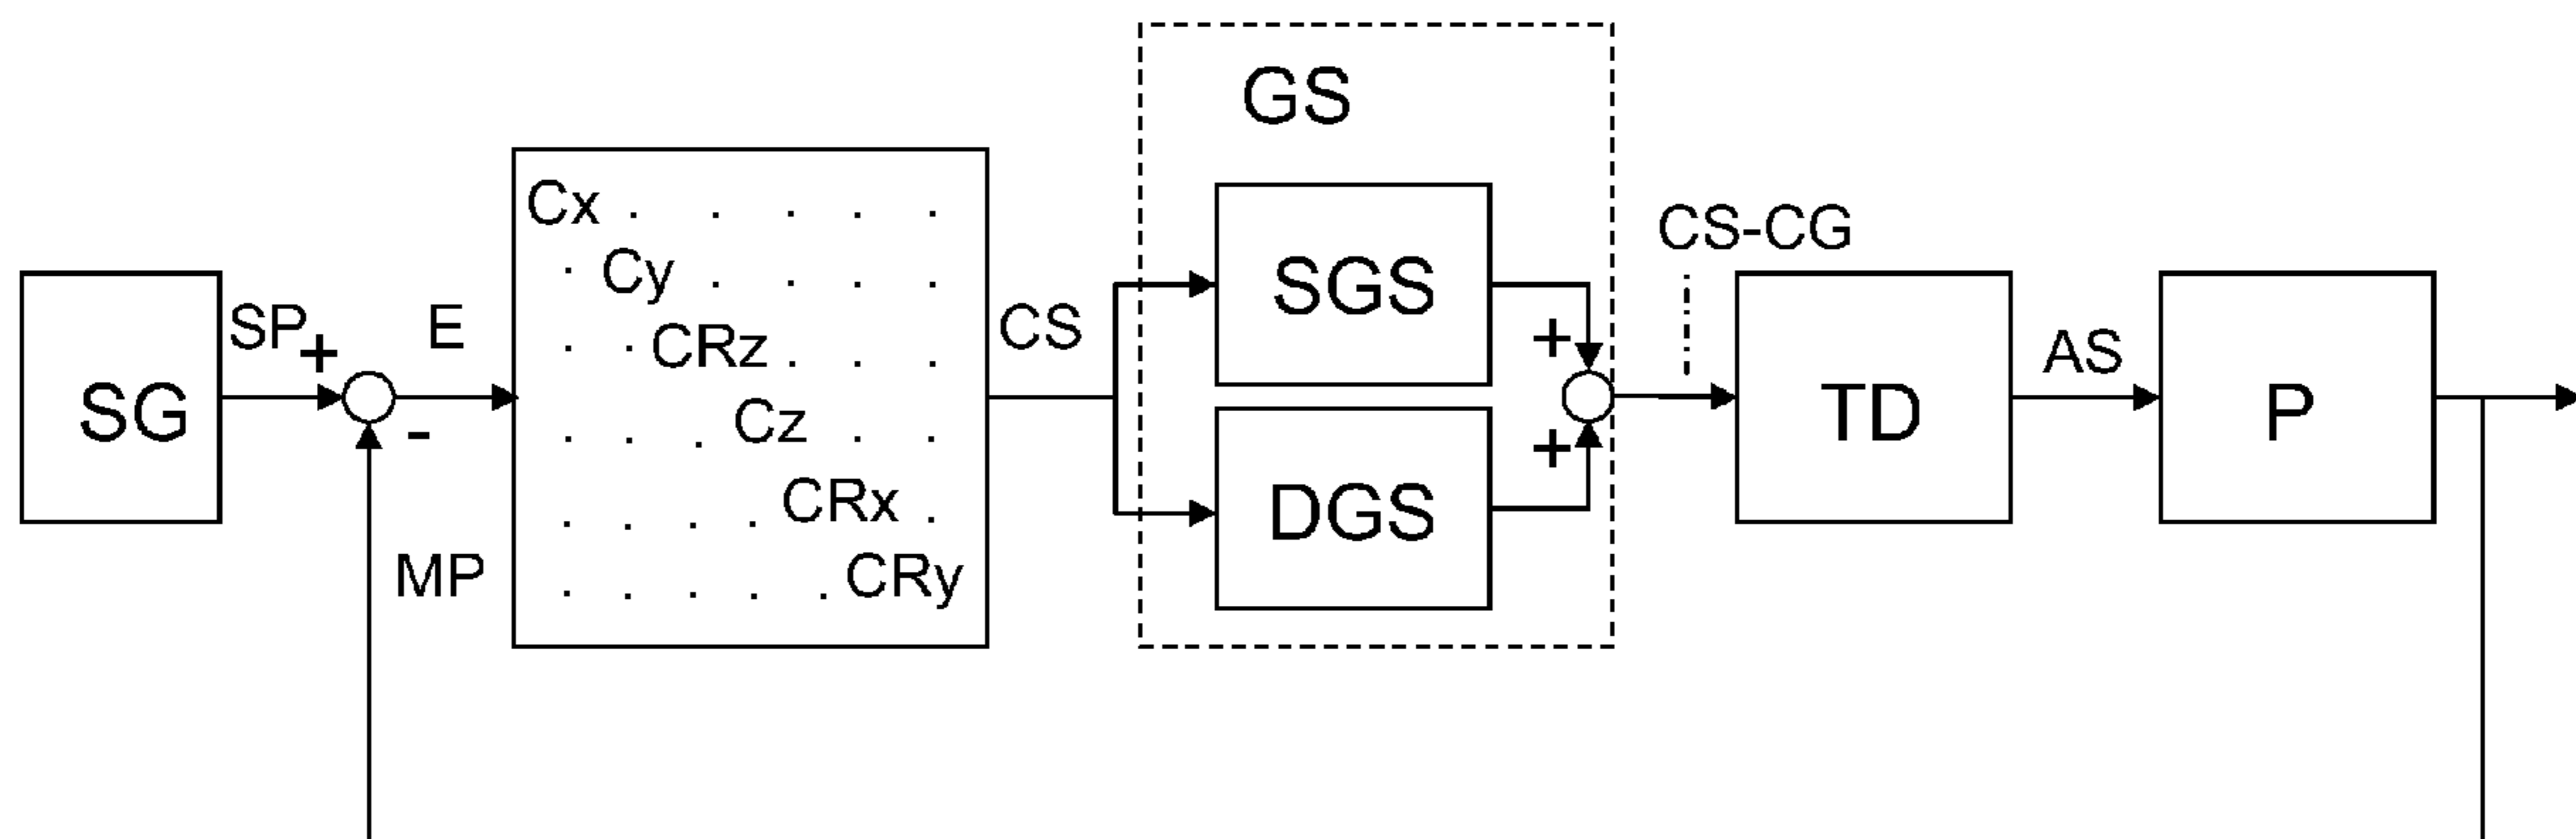 GS
Cx . . . . .
. Cy . . . .
. . CRz . . .
. . . Cz . .
. . . . CRx .
. . . . . CRy
SG
SP
+
-
E
MP
CS
SGS
DGS
+
+
CS-CG
TD
AS
P